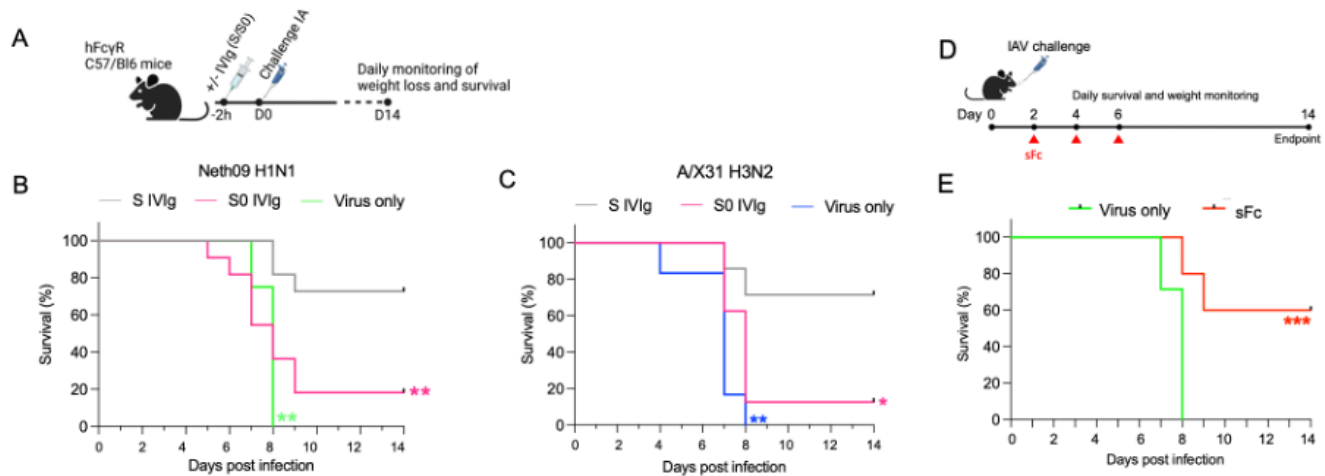 A
hFcγR
C57/Bl6 mice
+/- IVIg (S/S0)
Challenge IA
Daily monitoring of
weight loss and survival
-2h
D0
D14
D
IAV challenge
Daily survival and weight monitoring
Day 0 2 4 6 14
sFc
Endpoint
B
Neth09 H1N1
S IVIg S0 IVIg Virus only
100
80
60
40
20
0
Survival (%)
**
**
0 2 4 6 8 10 12 14
Days post infection
C
A/X31 H3N2
S IVIg S0 IVIg Virus only
100
80
60
40
20
0
Survival (%)
*
**
0 2 4 6 8 10 12 14
Days post infection
E
Virus only sFc
100
80
60
40
20
0
Survival (%)
***
0 2 4 6 8 10 12 14
Days post infection